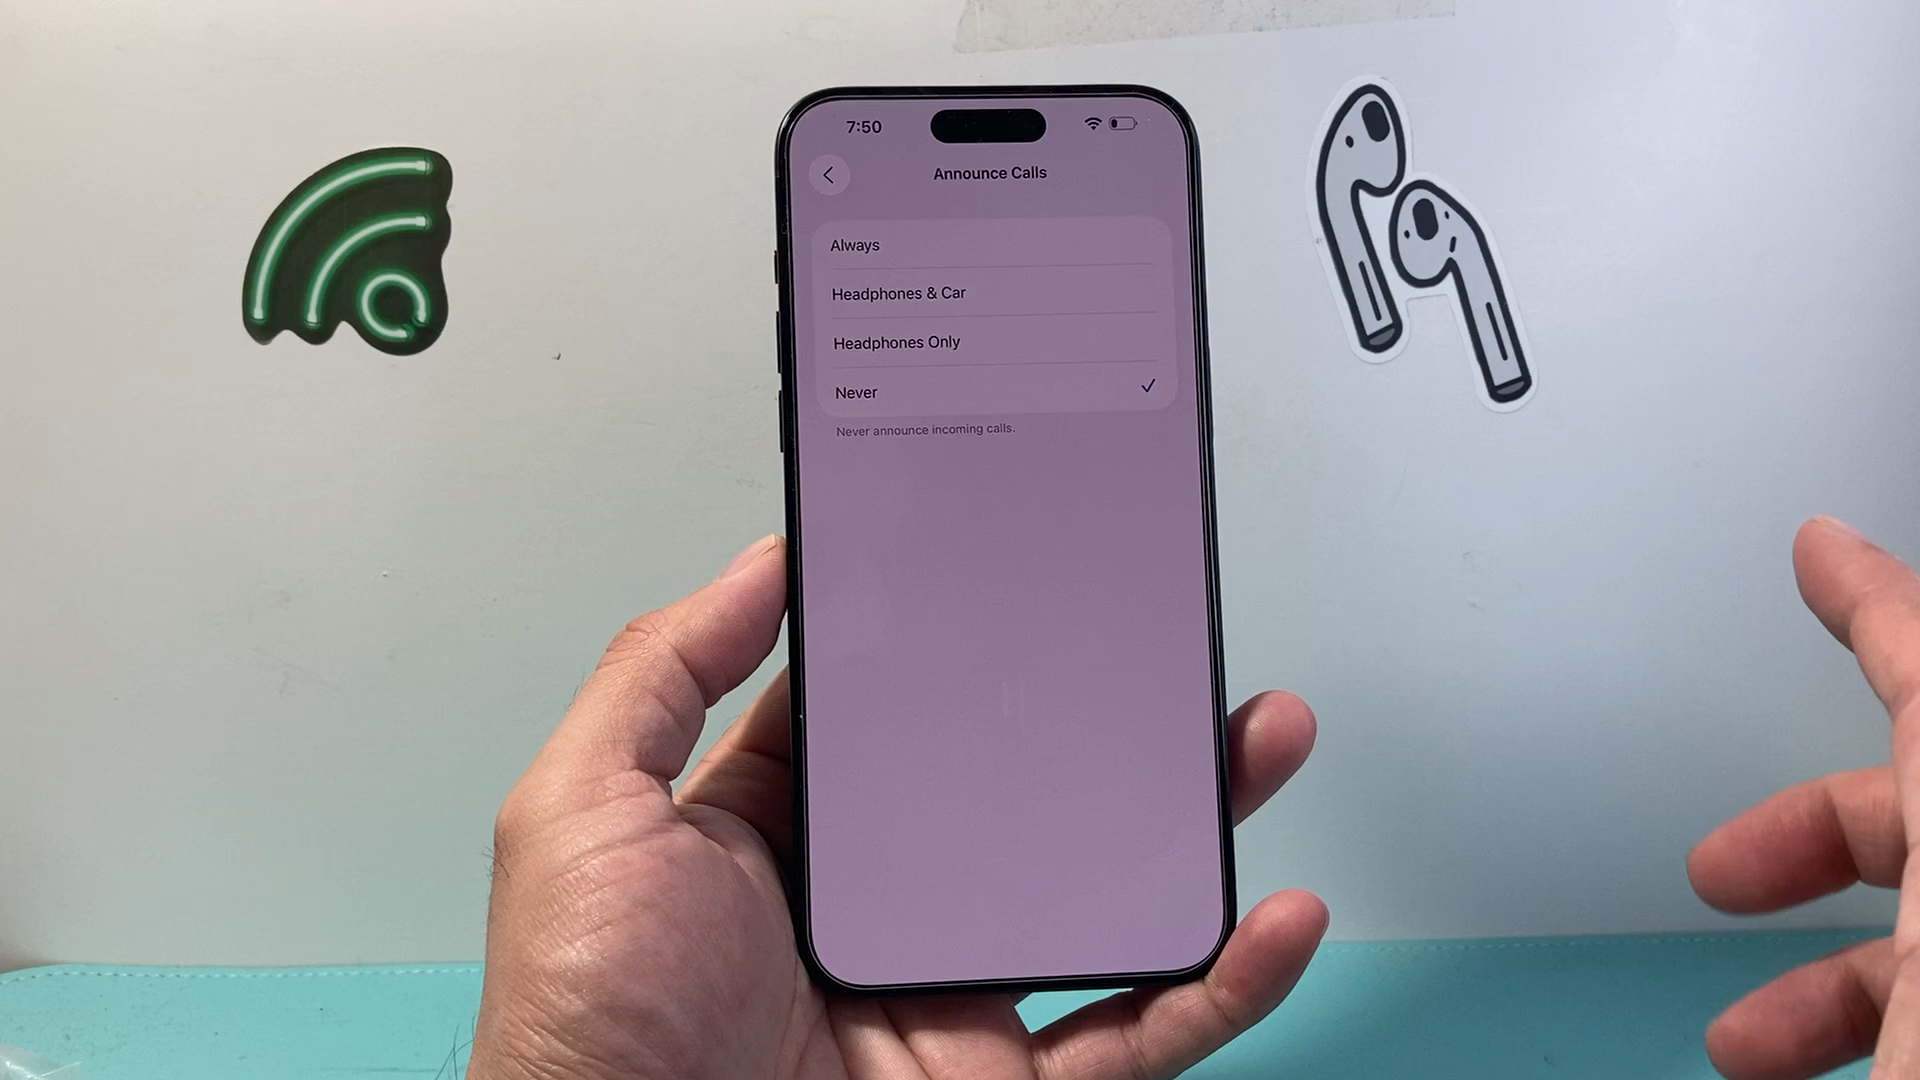 7:50
Announce Calls
Always
Headphones & Car
Headphones Only
Never
Never announce incoming calls.